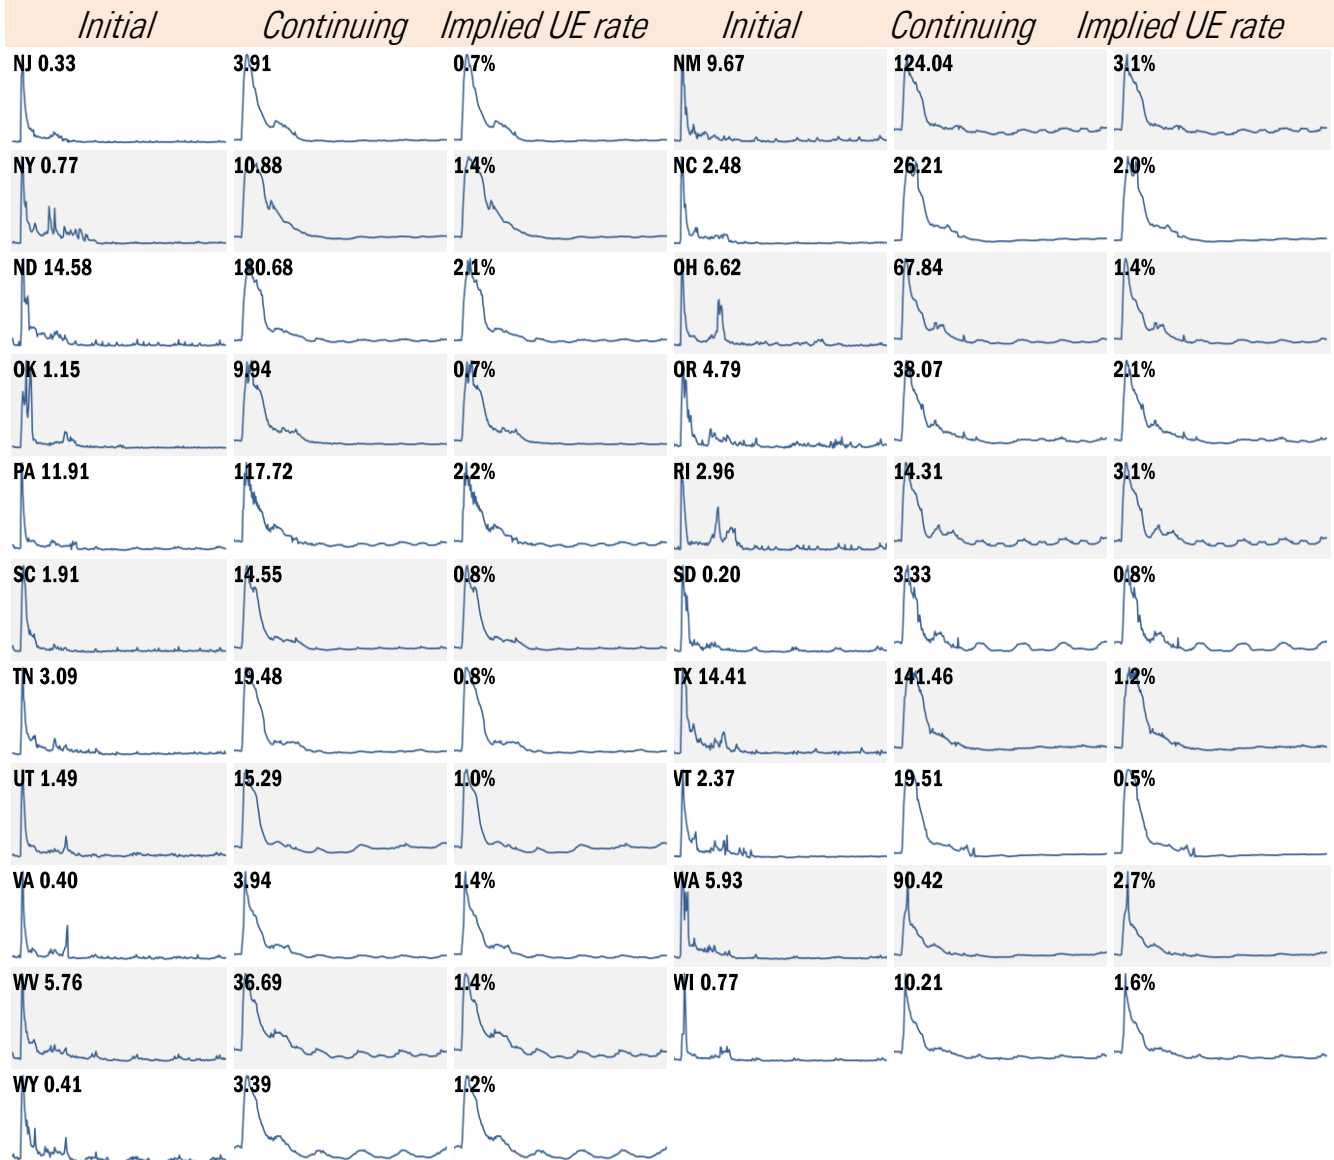 Initial Continuing Implied UE rate Initial Continuing Implied UE rate
NJ 0.33 3.91 0.7% NM 9.67 124.04 3.1%
NY 0.77 10.88 1.4% NC 2.48 26.21 2.0%
ND 14.58 180.68 2.1% OH 6.62 67.84 1.4%
OK 1.15 9.94 0.7% OR 4.79 38.07 2.1%
PA 11.91 117.72 2.2% RI 2.96 14.31 3.1%
SC 1.91 14.55 0.8% SD 0.20 3.33 0.8%
TN 3.09 19.48 0.8% TX 14.41 141.46 1.2%
UT 1.49 15.29 1.0% VT 2.37 19.51 0.5%
VA 0.40 3.94 1.4% WA 5.93 90.42 2.7%
WV 5.76 36.69 1.4% WI 0.77 10.21 1.6%
WY 0.41 3.39 1.2%